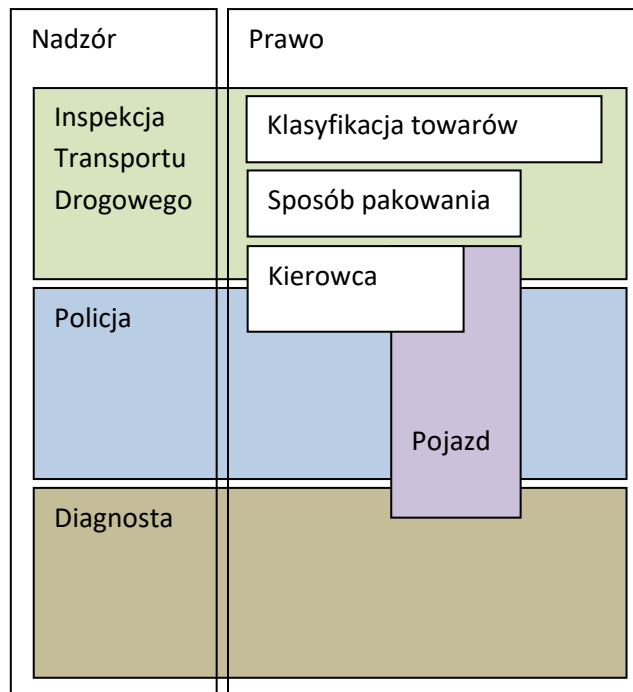 Nadzór
Prawo
Inspekcja
Transportu
Drogowego
Klasyfikacja towarów
Sposób pakowania
Kierowca
Policja
Pojazd
Diagnosta